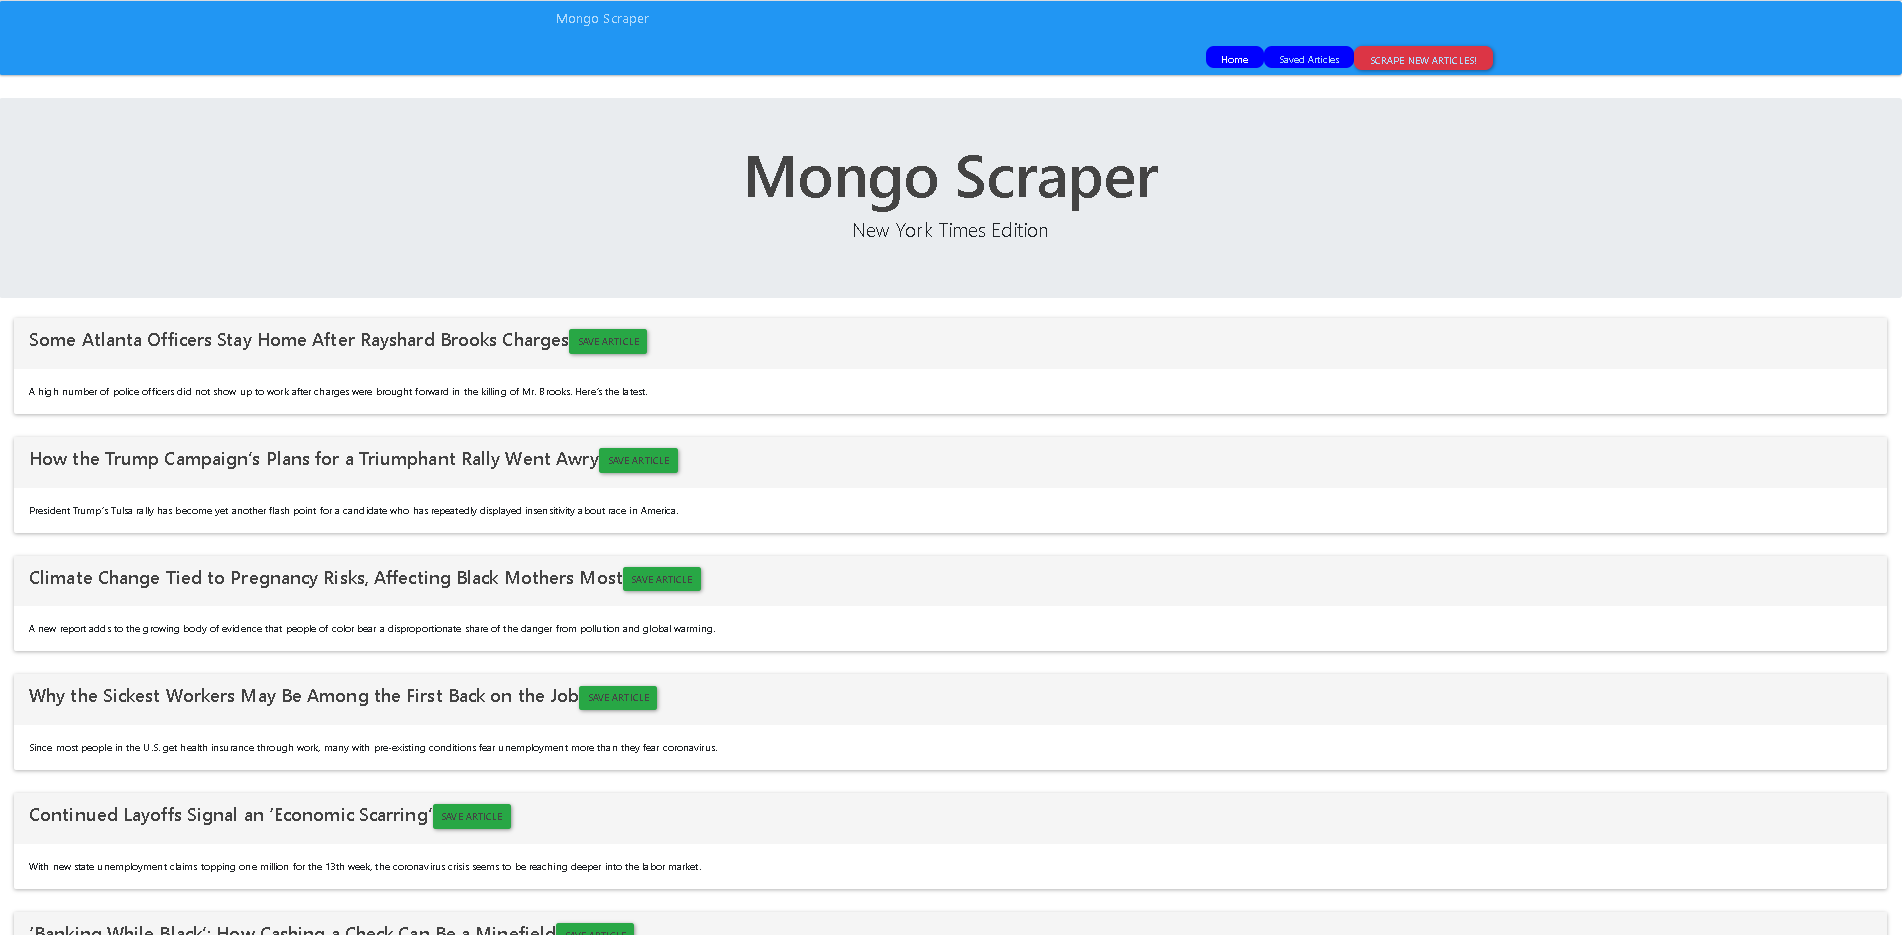 Mongo Scraper
Home Saved Articles SCRAPE NEW ARTICLES!
Mongo Scraper
New York Times Edition
Some Atlanta Officers Stay Home After Rayshard Brooks Charges SAVE ARTICLE
A high number of police officers did not show up to work after charges were brought forward in the killing of Mr. Brooks. Here's the latest.
How the Trump Campaign's Plans for a Triumphant Rally Went Awry SAVE ARTICLE
President Trump's Tulsa rally has become yet another flash point for a candidate who has repeatedly displayed insensitivity about race in America.
Climate Change Tied to Pregnancy Risks, Affecting Black Mothers Most SAVE ARTICLE
A new report adds to the growing body of evidence that people of color bear a disproportionate share of the danger from pollution and global warming.
Why the Sickest Workers May Be Among the First Back on the Job SAVE ARTICLE
Since most people in the U.S. get health insurance through work, many with pre-existing conditions fear unemployment more than they fear coronavirus.
Continued Layoffs Signal an 'Economic Scarring' SAVE ARTICLE
With new state unemployment claims topping one million for the 13th week, the coronavirus crisis seems to be reaching deeper into the labor market.
'Banking While Black': How Cashing a Check Can Be a Minefield SAVE ARTICLE